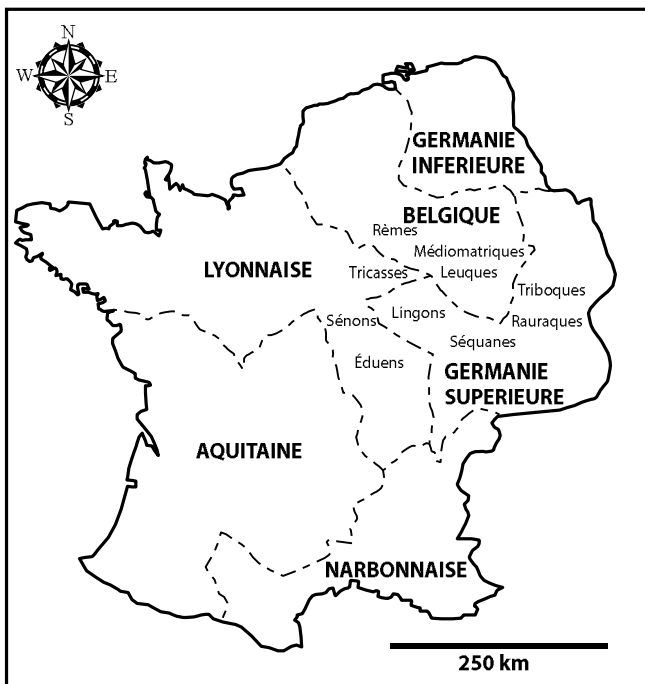 N
W E
S
GERMANIE
INFERIEURE
BELGIQUE
Rèmes
Médiomatriques
LYONNAISE
Tricasses
Leuques
Triboques
Lingons
Sénons
Rauraques
Séquanes
Éduens
GERMANIE
SUPERIEURE
AQUITAINE
NARBONNAISE
250 km